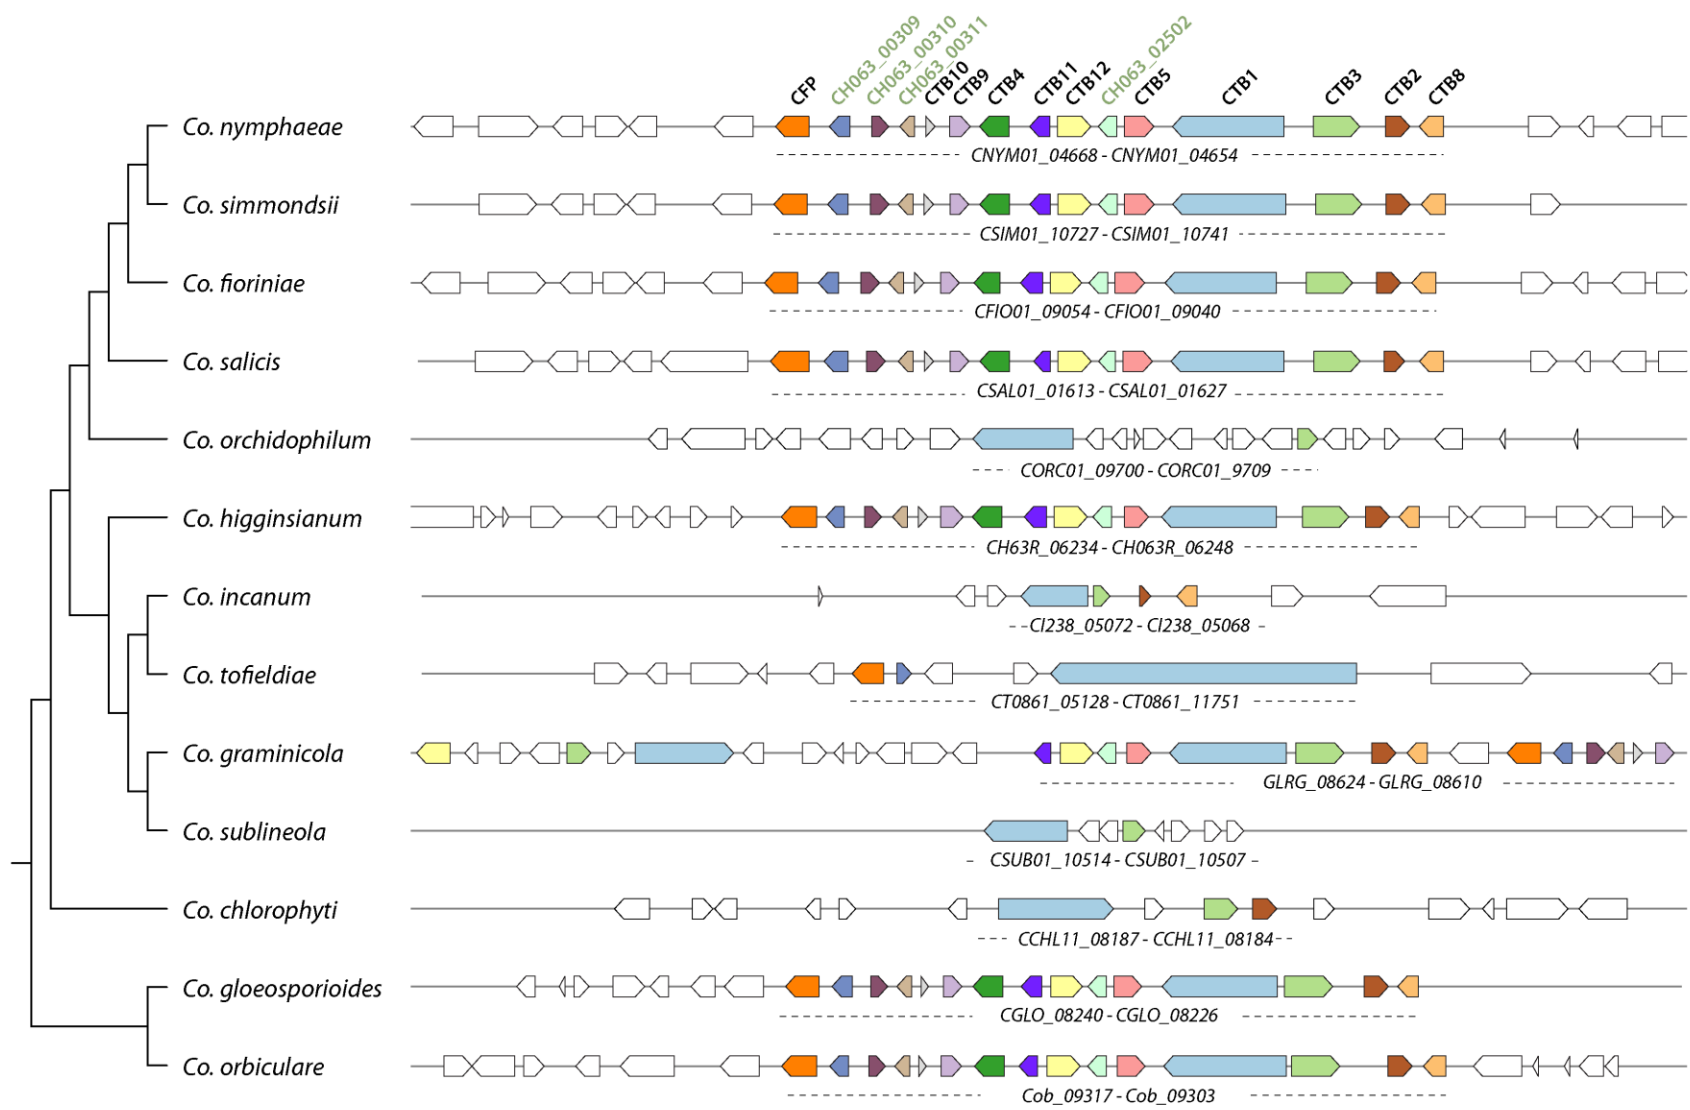 CFP
CH063_00309
CH063_00310
CH063_00311
CTB10
CTB9
CTB4
CTB11
CTB12
CH063_02502
CTB5
CTB1
CTB3
CTB2
CTB8
Co. nymphaeae
CNYM01_04668 - CNYM01_04654
Co. simmondsii
CSIM01_10727 - CSIM01_10741
Co. fioriniae
CFIO01_09054 - CFIO01_09040
Co. salicis
CSAL01_01613 - CSAL01_01627
Co. orchidophilum
CORC01_09700 - CORC01_9709
Co. higginsianum
CH63R_06234 - CH063R_06248
Co. incanum
CI238_05072 - CI238_05068
Co. tofieldiae
CT0861_05128 - CT0861_11751
Co. graminicola
GLRG_08624 - GLRG_08610
Co. sublineola
CSUB01_10514 - CSUB01_10507
Co. chlorophyti
CCHL11_08187 - CCHL11_08184
Co. gloeosporioides
CGLO_08240 - CGLO_08226
Co. orbiculare
Cob_09317 - Cob_09303